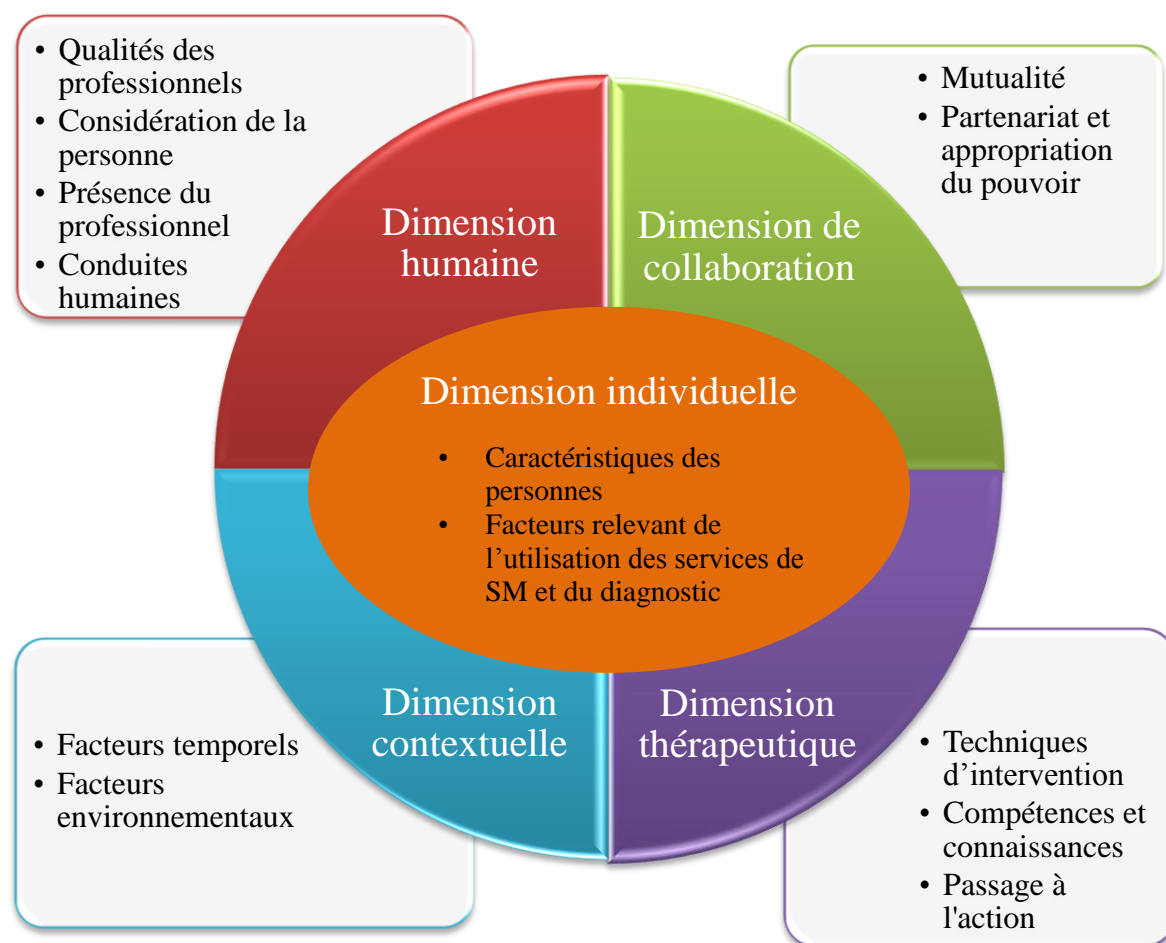 • Qualités des
professionnels
• Considération de la
personne
• Présence du
professionnel
• Conduites
humaines
• Mutualité
• Partenariat et
appropriation
du pouvoir
Dimension
humaine
Dimension de
collaboration
Dimension individuelle
• Caractéristiques des
personnes
• Facteurs relevant de
l’utilisation des services de
SM et du diagnostic
Dimension
contextuelle
Dimension
thérapeutique
• Facteurs temporels
• Facteurs
environnementaux
• Techniques
d’intervention
• Compétences et
connaissances
• Passage à
l'action